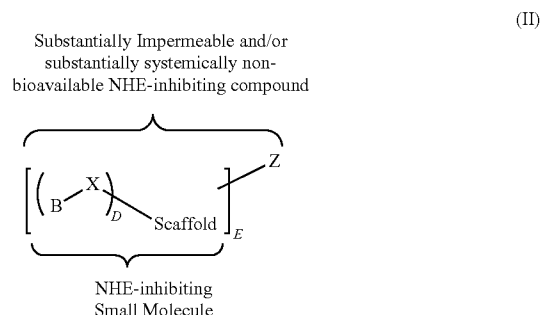 (II)
Substantially Impermeable and/or
substantially systemically non-
bioavailable NHE-inhibiting compound
Z
X
B
D
Scaffold
E
NHE-inhibiting
Small Molecule